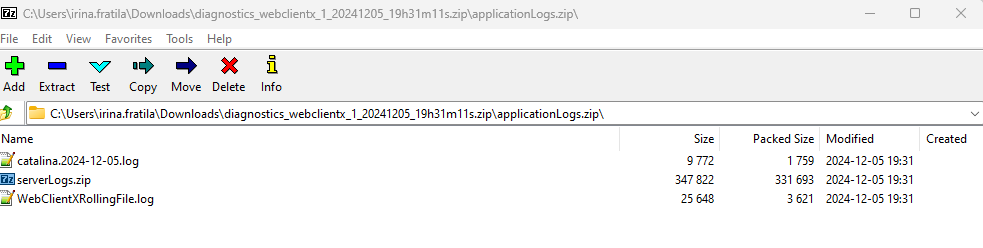 7z C:\Users\irina.fratila\Downloads\diagnostics_webclientx_1_20241205_19h31m11s.zip\applicationLogs.zip\
File Edit View Favorites Tools Help
Add Extract Test Copy Move Delete Info
C:\Users\irina.fratila\Downloads\diagnostics_webclientx_1_20241205_19h31m11s.zip\applicationLogs.zip\
Name Size Packed Size Modified Created
catalina.2024-12-05.log 9 772 1 759 2024-12-05 19:31
7z serverLogs.zip 347 822 331 693 2024-12-05 19:31
WebClientXRollingFile.log 25 648 3 621 2024-12-05 19:31